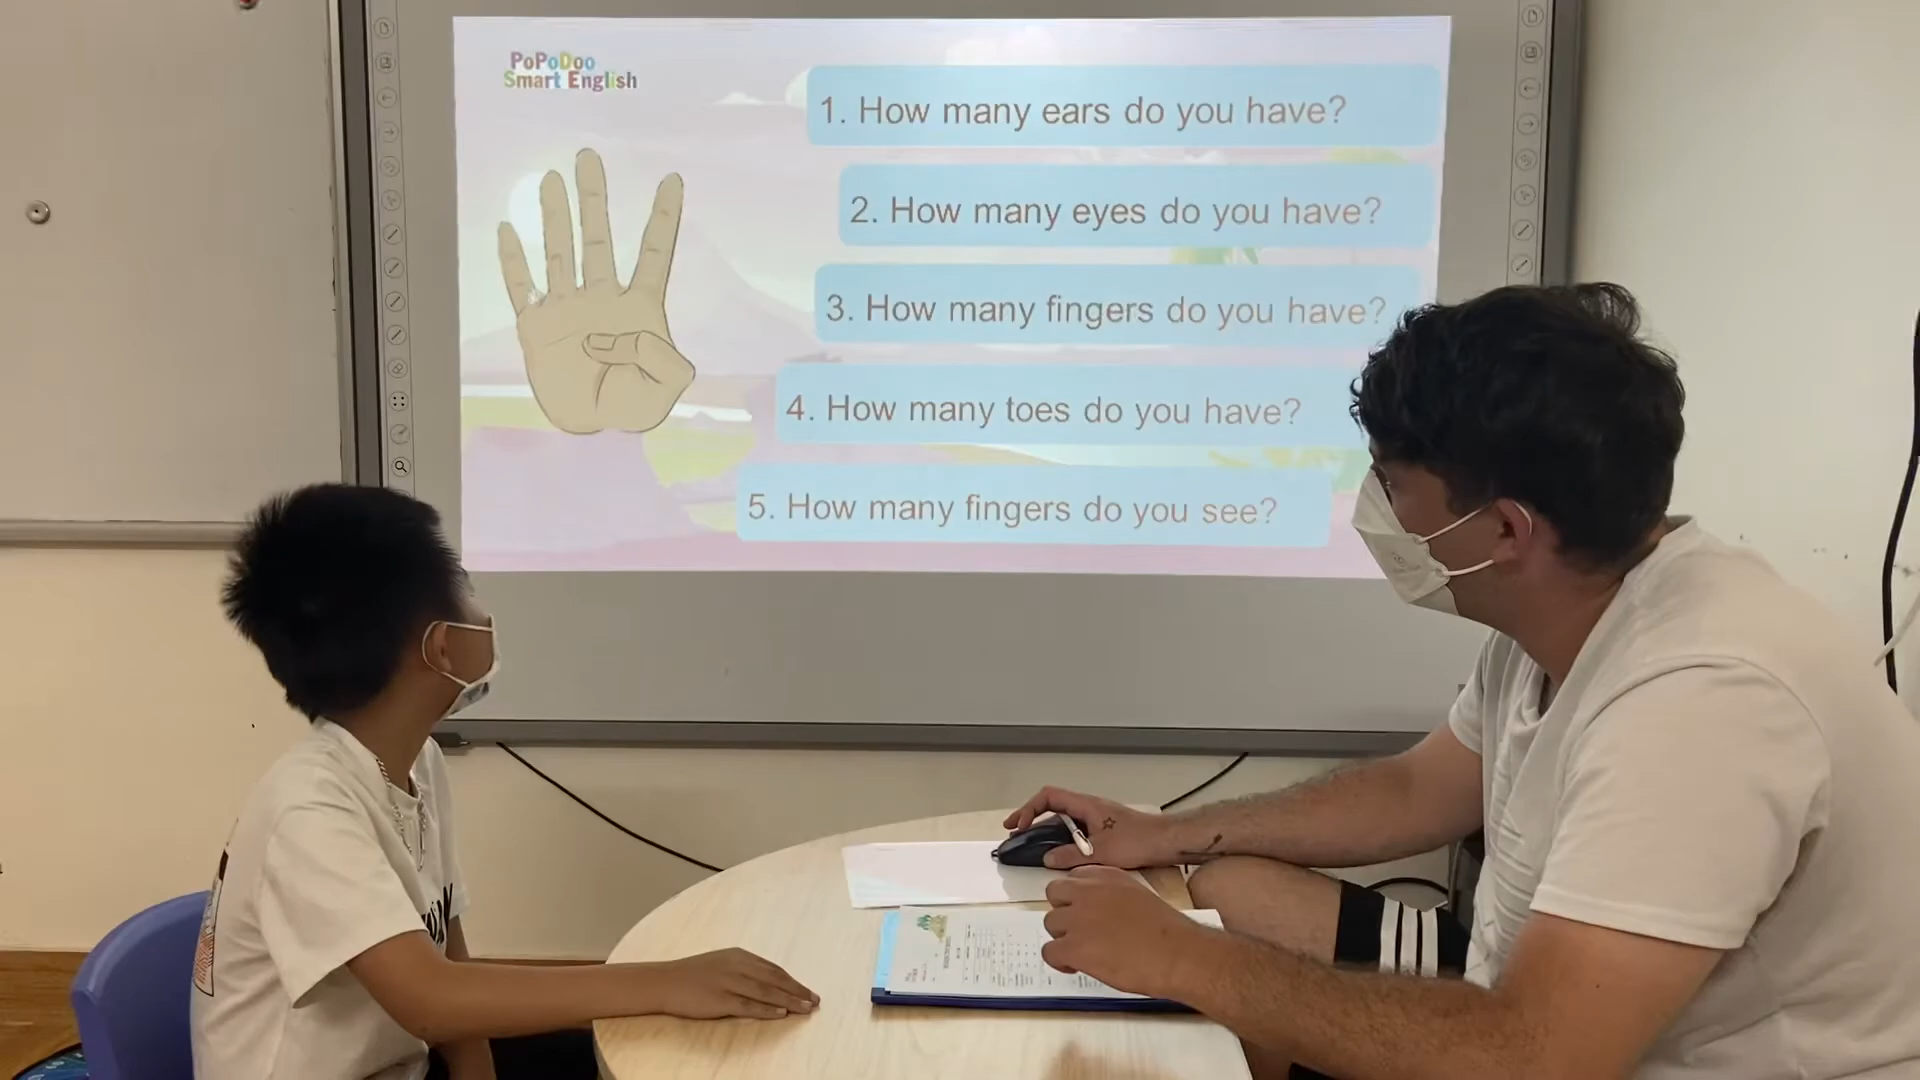 PoPoDoo
Smart English
1. How many ears do you have?
2. How many eyes do you have?
3. How many fingers do you have?
4. How many toes do you have?
5. How many fingers do you see?